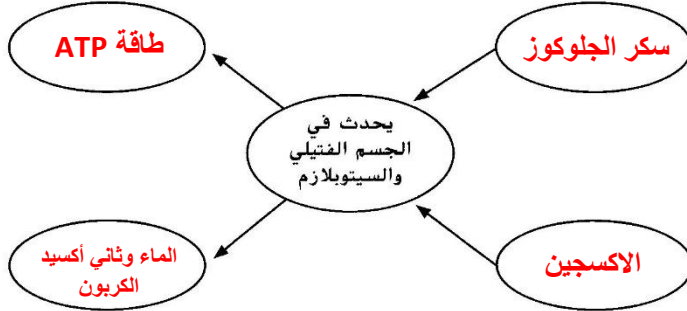 سكر الجلوكوز
طاقة ATP
يحدث في
الجسم الفتيلي
والسيتوبلازم
الاكسجين
الماء وثاني أكسيد
الكربون